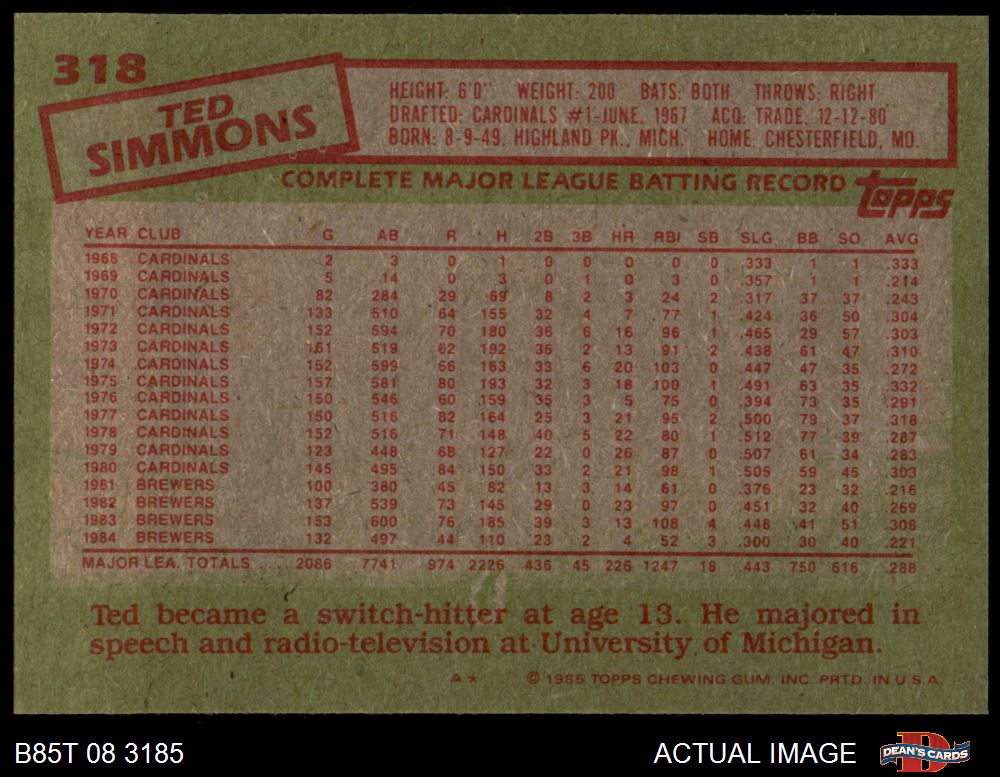 318
TED
SIMMONS
HEIGHT: 6'0" WEIGHT: 200 BATS: BOTH THROWS: RIGHT
DRAFTED: CARDINALS #1-JUNE, 1967 ACQ: TRADE, 12-12-80
BORN: 8-9-49, HIGHLAND PK., MICH. HOME: CHESTERFIELD, MO.
COMPLETE MAJOR LEAGUE BATTING RECORD topps
YEAR CLUB G AB R H 2B 3B HR RBI SB SLG BB SO AVG
1968 CARDINALS 2 3 0 1 0 0 0 0 0 .333 1 1 .333
1969 CARDINALS 5 14 0 3 0 1 0 3 0 .357 1 1 .214
1970 CARDINALS 82 284 29 69 8 2 3 24 2 .317 37 37 .243
1971 CARDINALS 133 510 64 155 32 4 7 77 1 .424 36 50 .304
1972 CARDINALS 152 594 70 180 36 6 16 96 1 .465 29 57 .303
1973 CARDINALS 161 619 62 192 36 2 13 91 2 .438 61 47 .310
1974 CARDINALS 152 599 66 163 33 6 20 103 0 .447 47 35 .272
1975 CARDINALS 157 581 80 193 32 3 18 100 1 .491 63 35 .332
1976 CARDINALS 150 546 60 159 35 3 5 75 0 .394 73 35 .291
1977 CARDINALS 150 516 82 164 25 3 21 95 2 .500 79 37 .318
1978 CARDINALS 152 516 71 148 40 5 22 80 1 .512 77 39 .287
1979 CARDINALS 123 448 68 127 22 0 26 87 0 .507 61 34 .283
1980 CARDINALS 145 495 84 150 33 2 21 98 1 .505 59 45 .303
1981 BREWERS 100 380 45 82 13 3 14 61 0 .376 23 32 .216
1982 BREWERS 137 539 73 145 29 0 23 97 0 .451 32 40 .269
1983 BREWERS 153 600 76 185 39 3 13 108 4 .448 41 51 .308
1984 BREWERS 132 497 44 110 23 2 4 52 3 .300 30 40 .221
MAJOR LEA. TOTALS 2086 7741 974 2226 436 45 226 1247 18 .443 750 616 .288
Ted became a switch-hitter at age 13. He majored in
speech and radio-television at University of Michigan.
A* © 1985 TOPPS CHEWING GUM, INC. PRTD. IN U.S.A.
B85T 08 3185 ACTUAL IMAGE D DEAN'S CARDS